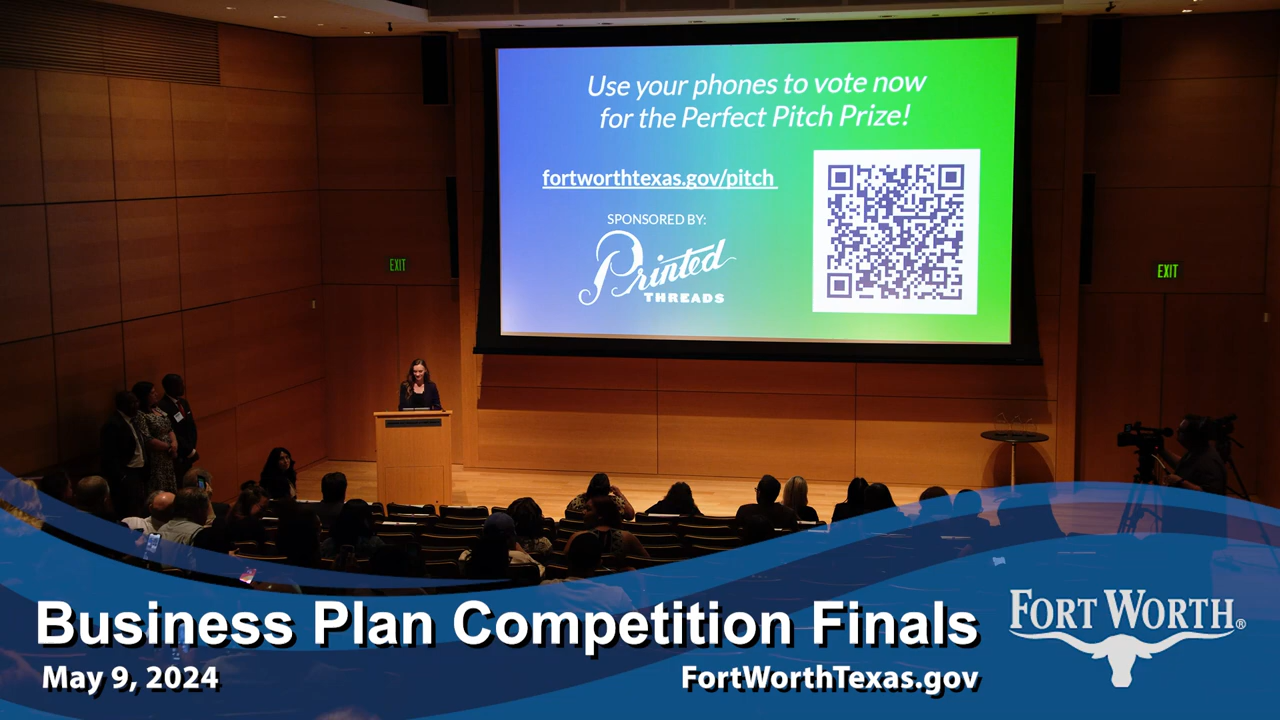 Use your phones to vote now
for the Perfect Pitch Prize!
fortworthtexas.gov/pitch
SPONSORED BY:
Printed
THREADS
EXIT
EXIT
Business Plan Competition Finals
May 9, 2024
FortWorthTexas.gov
FORT WORTH®